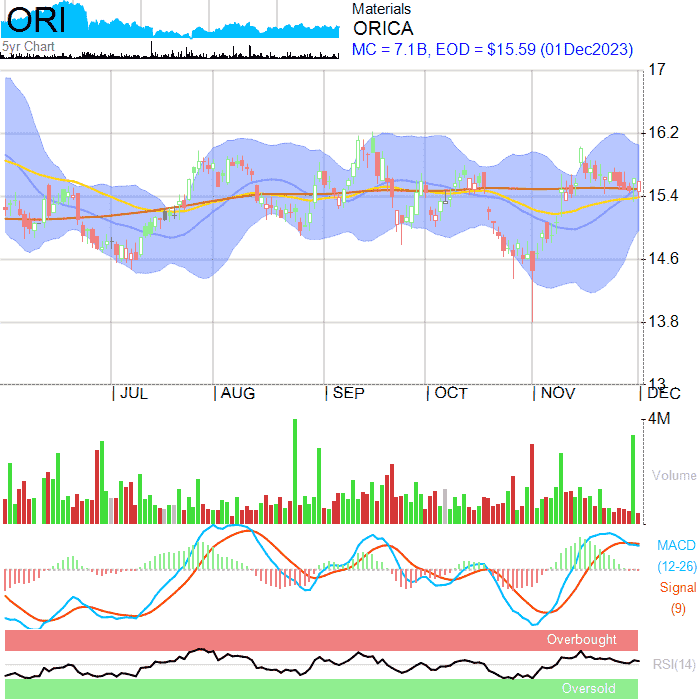 ORI
5yr Chart
Materials
ORICA
MC = 7.1B, EOD = $15.59 (01Dec2023)
17
16.2
15.4
14.6
13.8
13
JUL
AUG
SEP
OCT
NOV
DEC
4M
Volume
MACD
(12-26)
Signal
(9)
Overbought
RSI(14)
Oversold